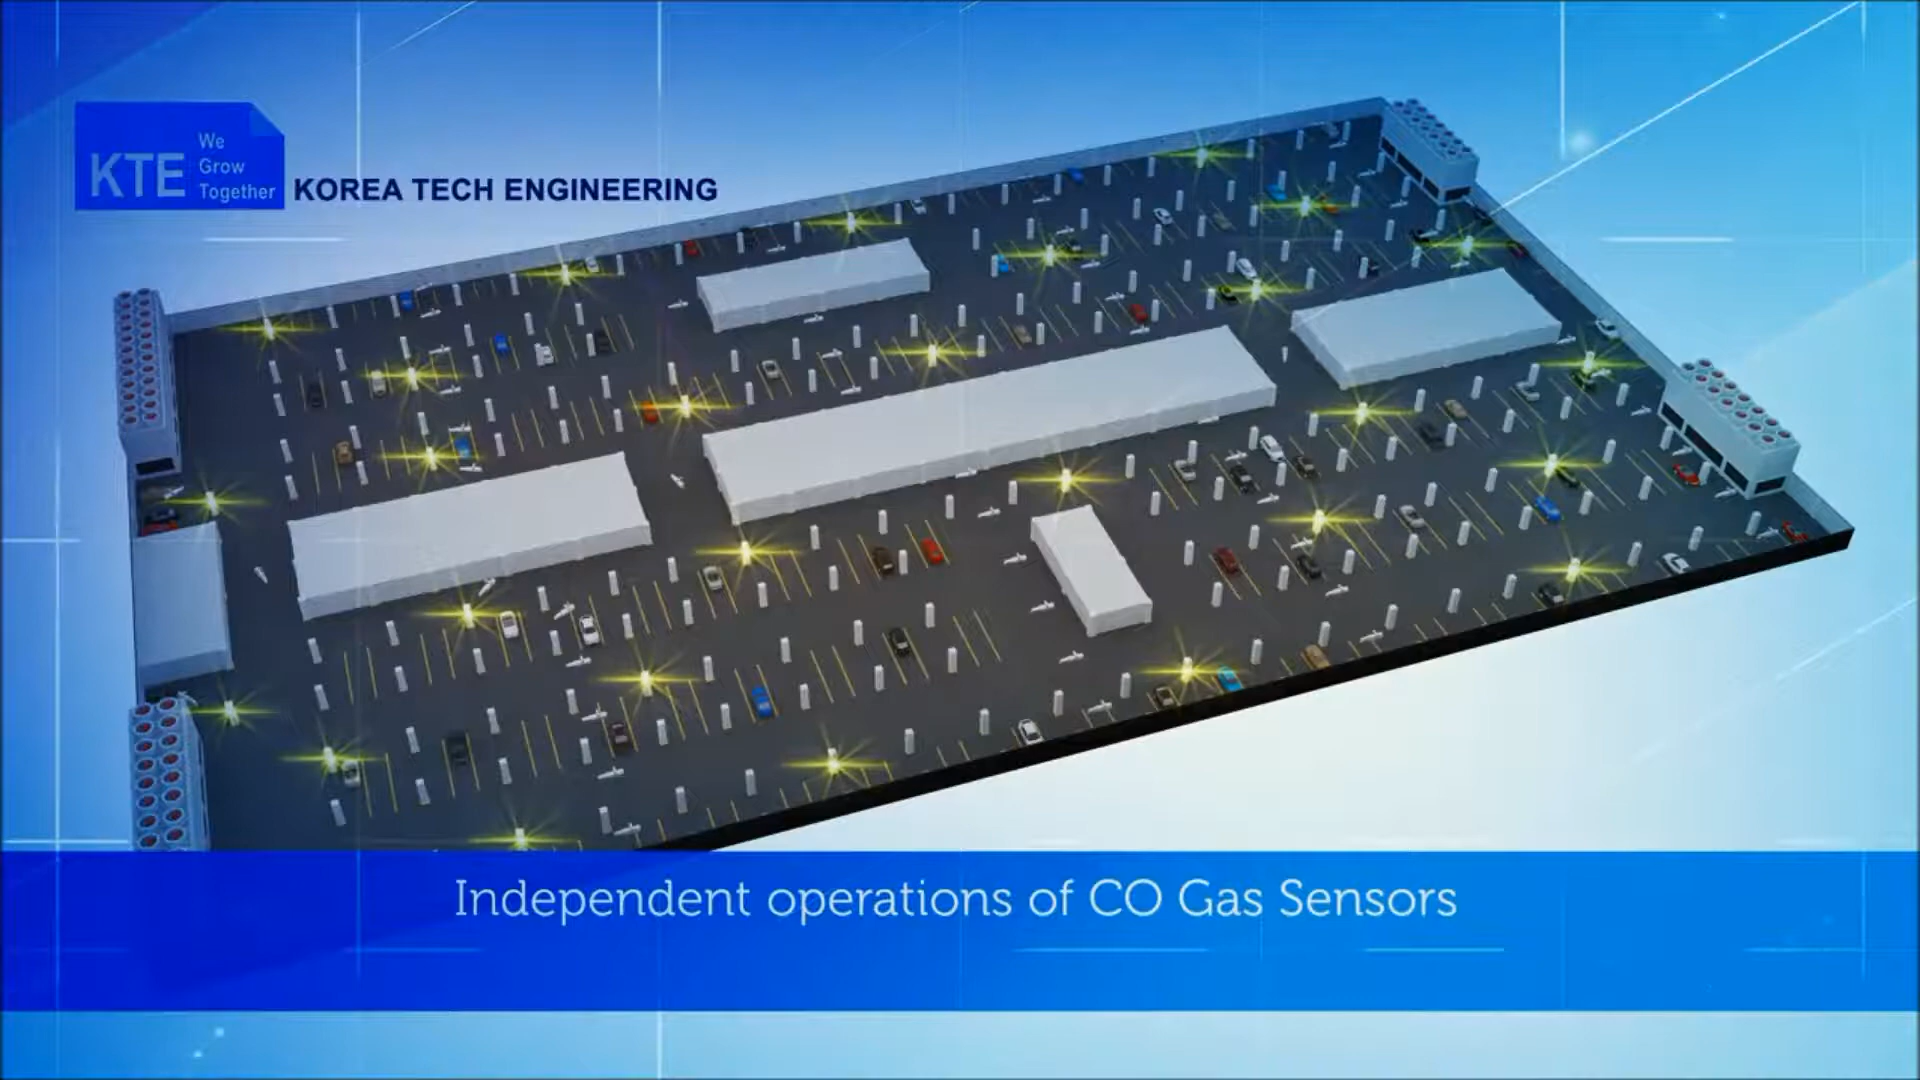 KTE
We
Grow
Together
KOREA TECH ENGINEERING
Independent operations of CO Gas Sensors